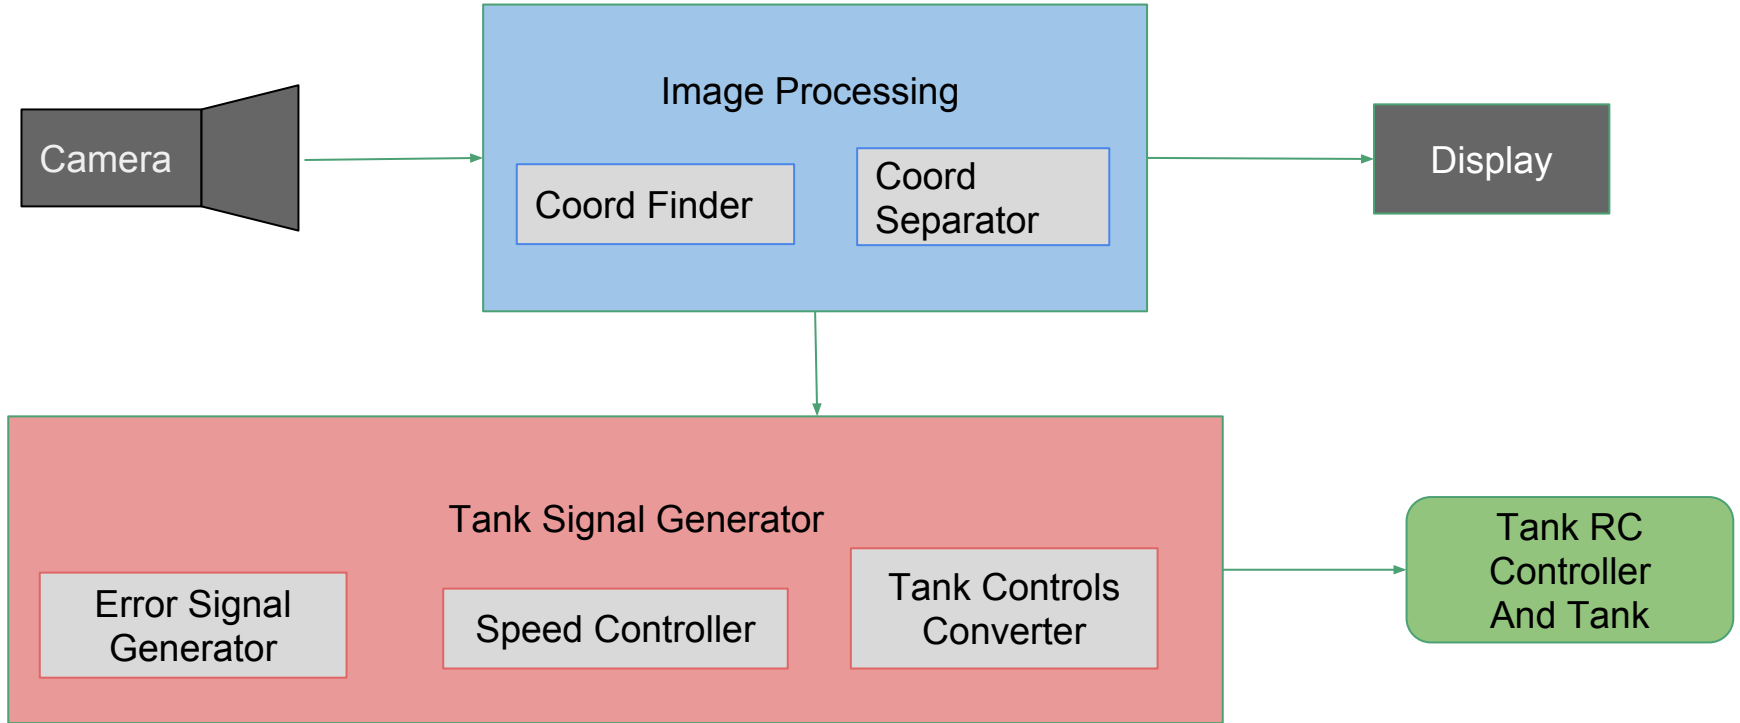 Image Processing
Camera
Coord Finder
Coord
Separator
Display
Tank Signal Generator
Error Signal
Generator
Speed Controller
Tank Controls
Converter
Tank RC
Controller
And Tank